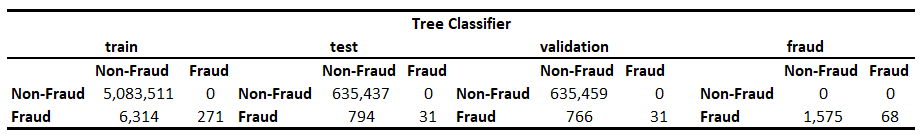 Tree Classifier
train test validation fraud
Non-Fraud Fraud Non-Fraud Fraud Non-Fraud Fraud Non-Fraud Fraud
Non-Fraud 5,083,511 0 Non-Fraud 635,437 0 Non-Fraud 635,459 0 Non-Fraud 0 0
Fraud 6,314 271 Fraud 794 31 Fraud 766 31 Fraud 1,575 68